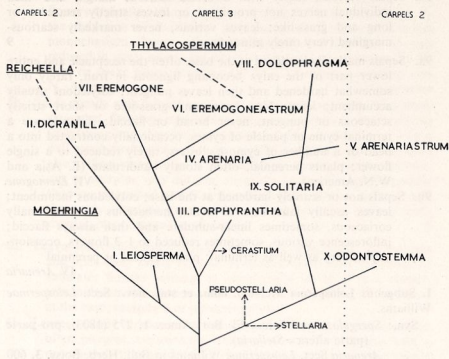 CARPELS 2
CARPELS 3
CARPELS 2
THYLACOSPERMUM
REICHEELLA
VIII. DOLOPHRAGMA
VII. EREMOGONE
II. DICRANILLA
VI. EREMOGONEASTRUM
V. ARENARIASTRUM
IV. ARENARIA
IX. SOLITARIA
MOEHRINGIA
III. PORPHYRANTHA
I. LEIOSPERMA
CERASTIUM
X. ODONTOSTEMMA
PSEUDOSTELLARIA
STELLARIA